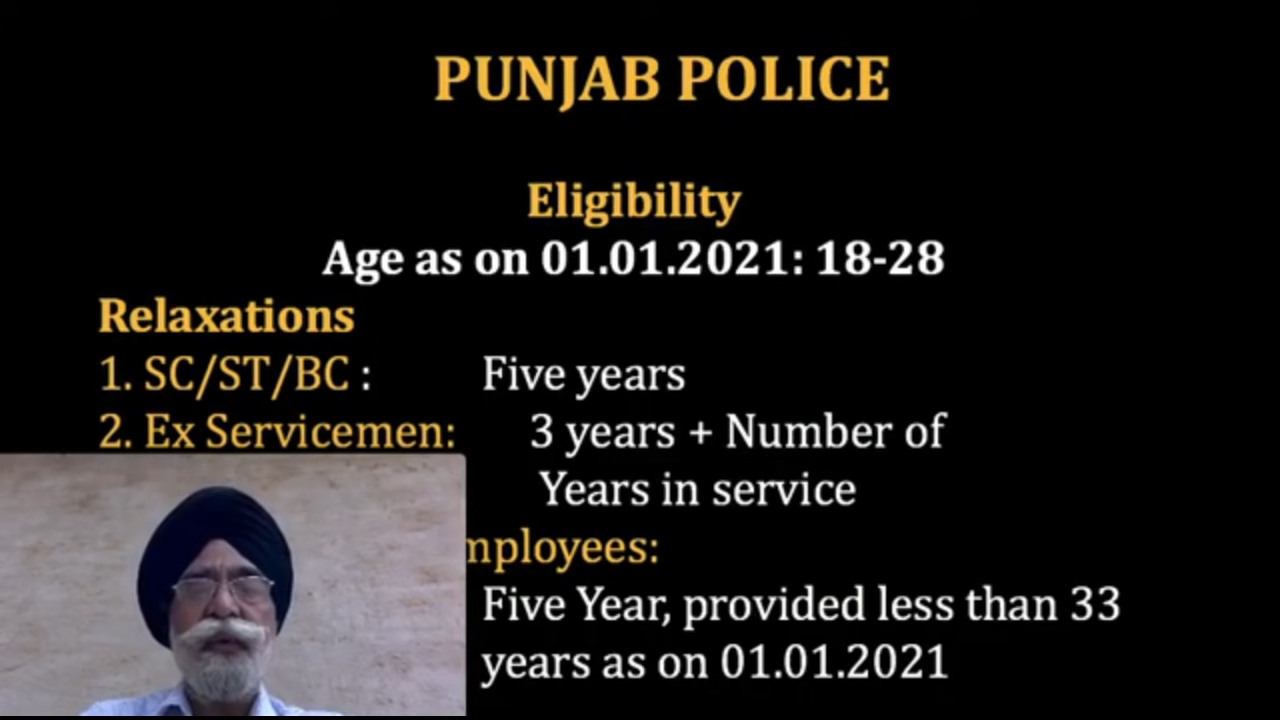 PUNJAB POLICE
Eligibility
Age as on 01.01.2021: 18-28
Relaxations
1. SC/ST/BC : Five years
2. Ex Servicemen: 3 years + Number of
Years in service
mployees:
Five Year, provided less than 33
years as on 01.01.2021